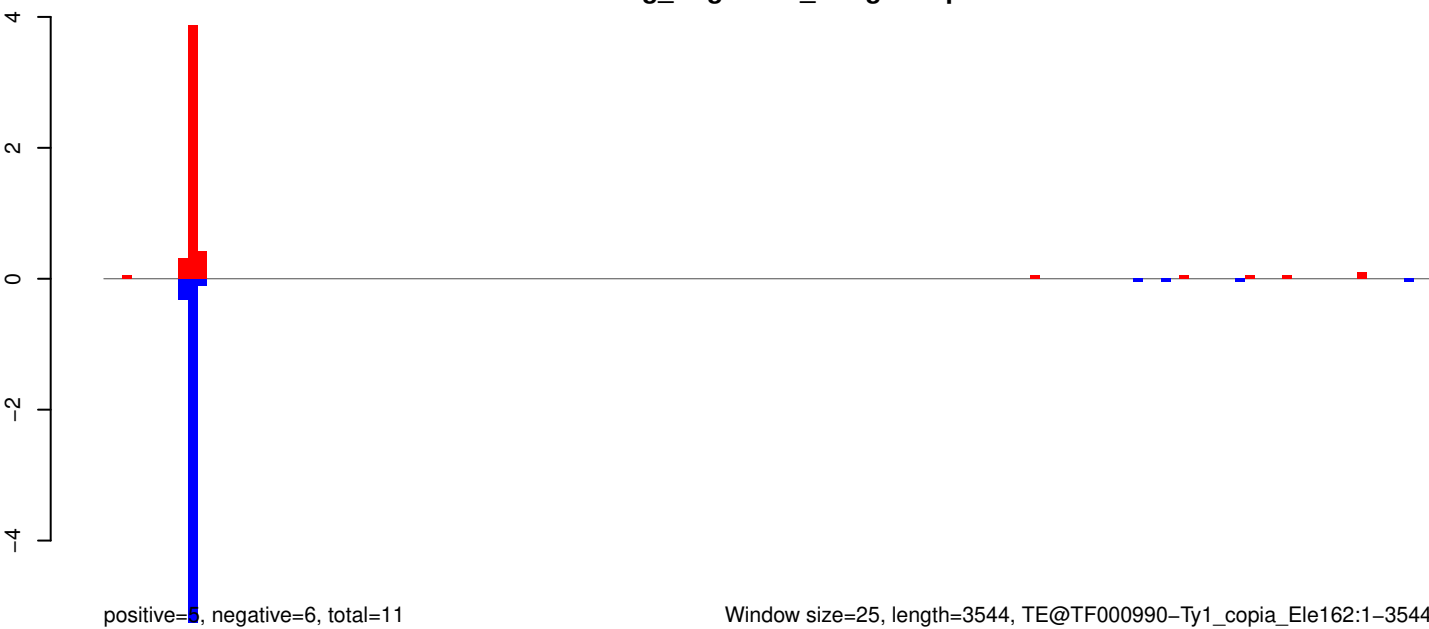 4
2
0
−2
−4
positive=5, negative=6, total=11
Window size=25, length=3544, TE@TF000990−Ty1_copia_Ele162:1−3544